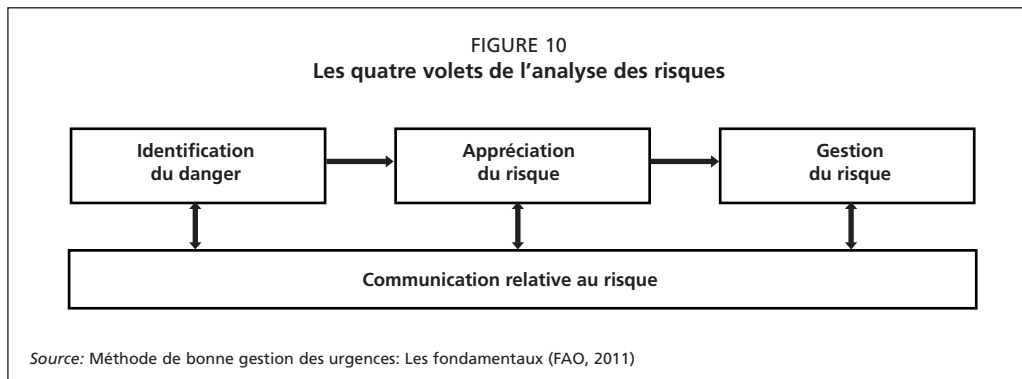 FIGURE 10
Les quatre volets de l’analyse des risques
Identification
du danger
Appréciation
du risque
Gestion
du risque
Communication relative au risque
Source: Méthode de bonne gestion des urgences: Les fondamentaux (FAO, 2011)